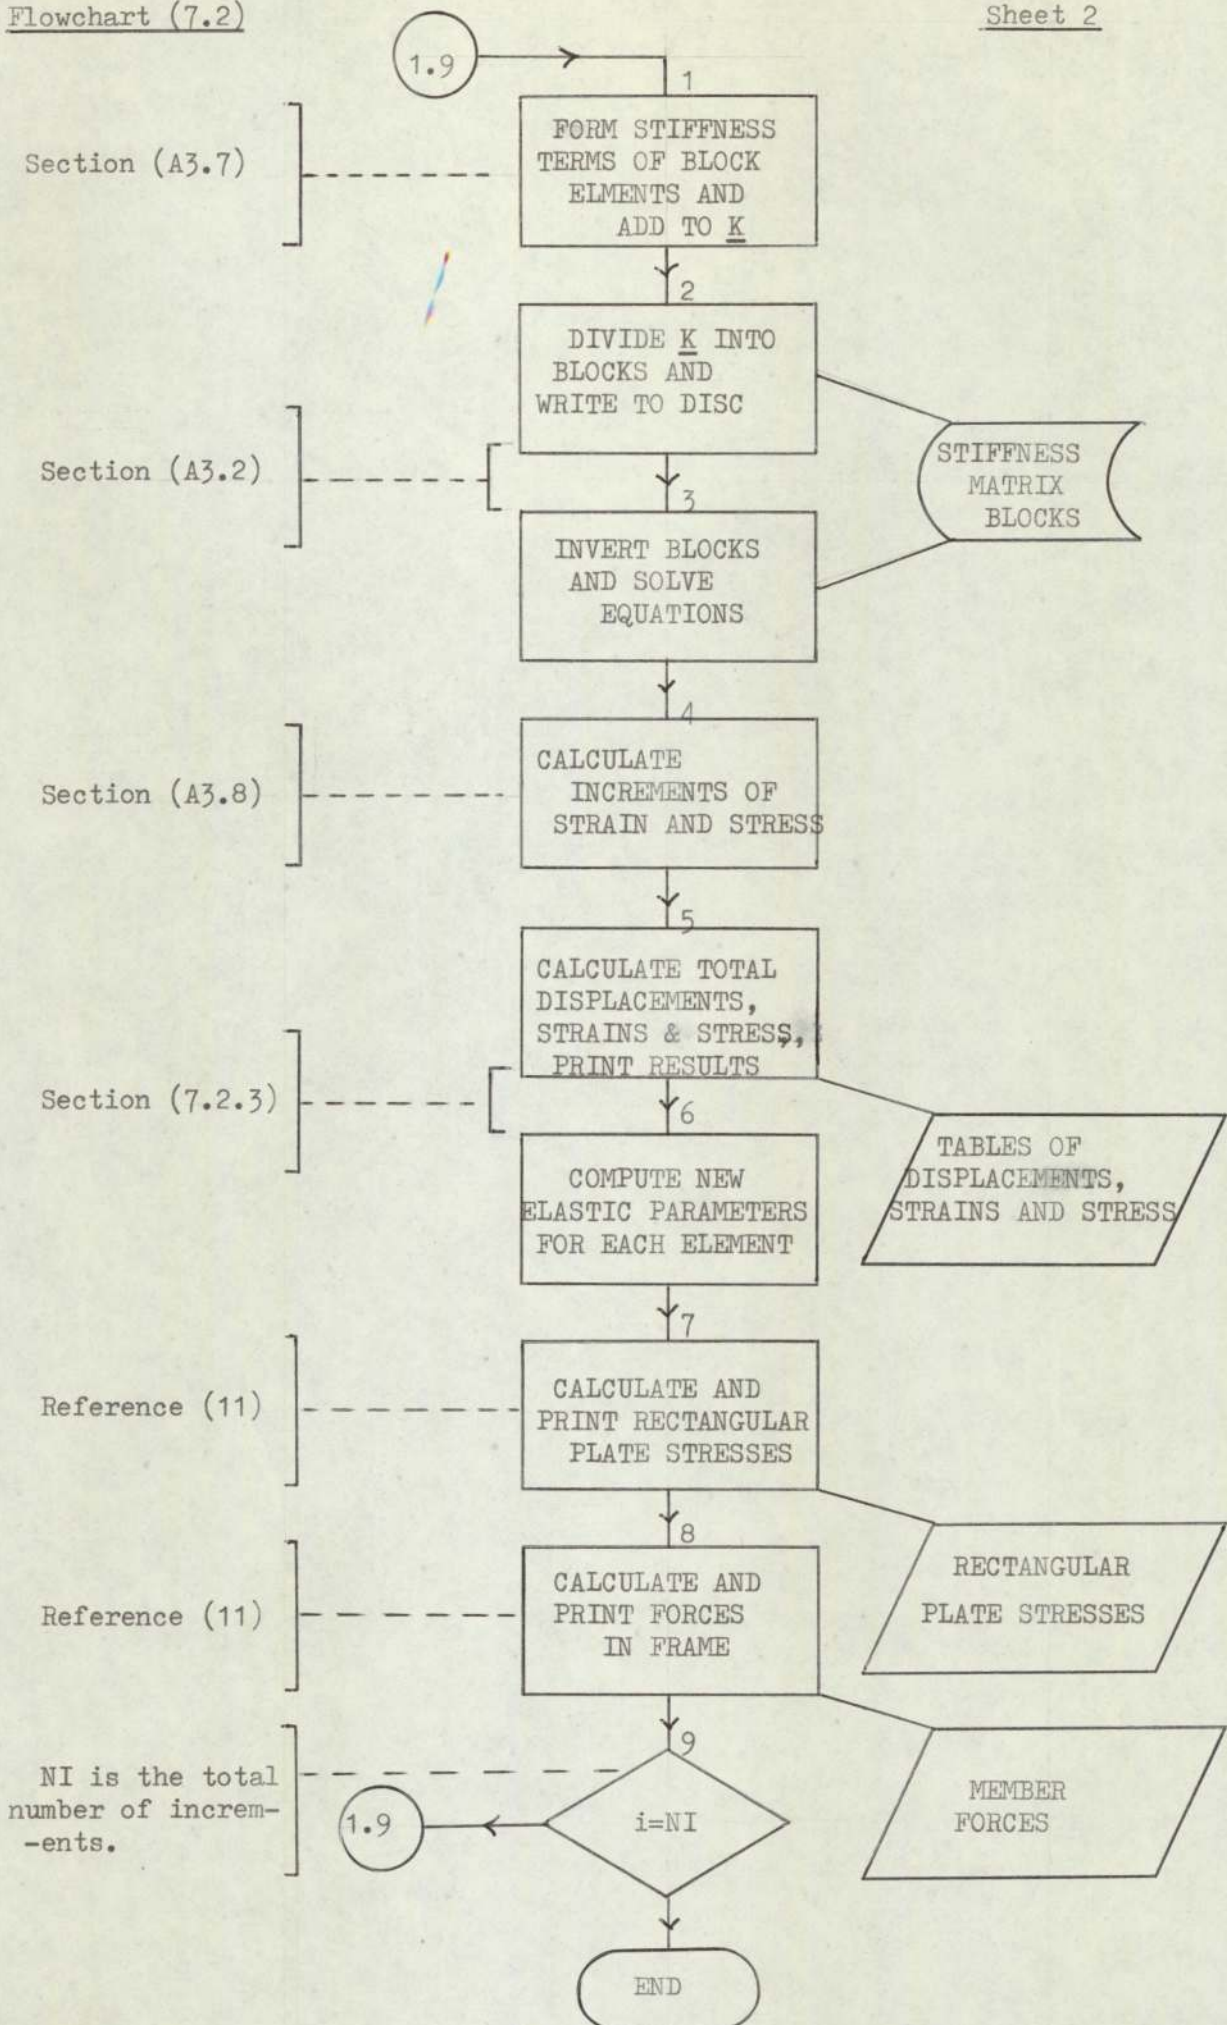 Flowchart (7.2)
Sheet 2
1.9
1
FORM STIFFNESS
TERMS OF BLOCK
ELMENTS AND
ADD TO K
Section (A3.7)
2
DIVIDE K INTO
BLOCKS AND
WRITE TO DISC
Section (A3.2)
STIFFNESS
MATRIX
BLOCKS
3
INVERT BLOCKS
AND SOLVE
EQUATIONS
4
CALCULATE
INCREMENTS OF
STRAIN AND STRESS
Section (A3.8)
5
CALCULATE TOTAL
DISPLACEMENTS,
STRAINS & STRESS,
PRINT RESULTS
Section (7.2.3)
TABLES OF
DISPLACEMENTS,
STRAINS AND STRESS
6
COMPUTE NEW
ELASTIC PARAMETERS
FOR EACH ELEMENT
7
CALCULATE AND
PRINT RECTANGULAR
PLATE STRESSES
Reference (11)
RECTANGULAR
PLATE STRESSES
8
CALCULATE AND
PRINT FORCES
IN FRAME
Reference (11)
MEMBER
FORCES
9
i=NI
NI is the total
number of increm-
-ents.
1.9
END